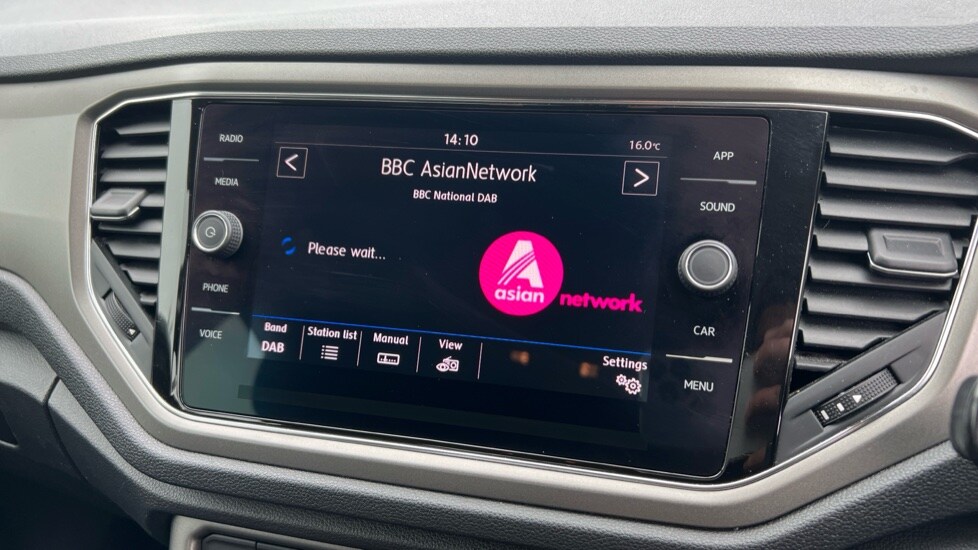 RADIO
MEDIA
PHONE
VOICE
14:10
16.0°C
BBC AsianNetwork
BBC National DAB
Please wait...
A
asian network
Band
DAB
Station list
Manual
View
Settings
APP
SOUND
CAR
MENU